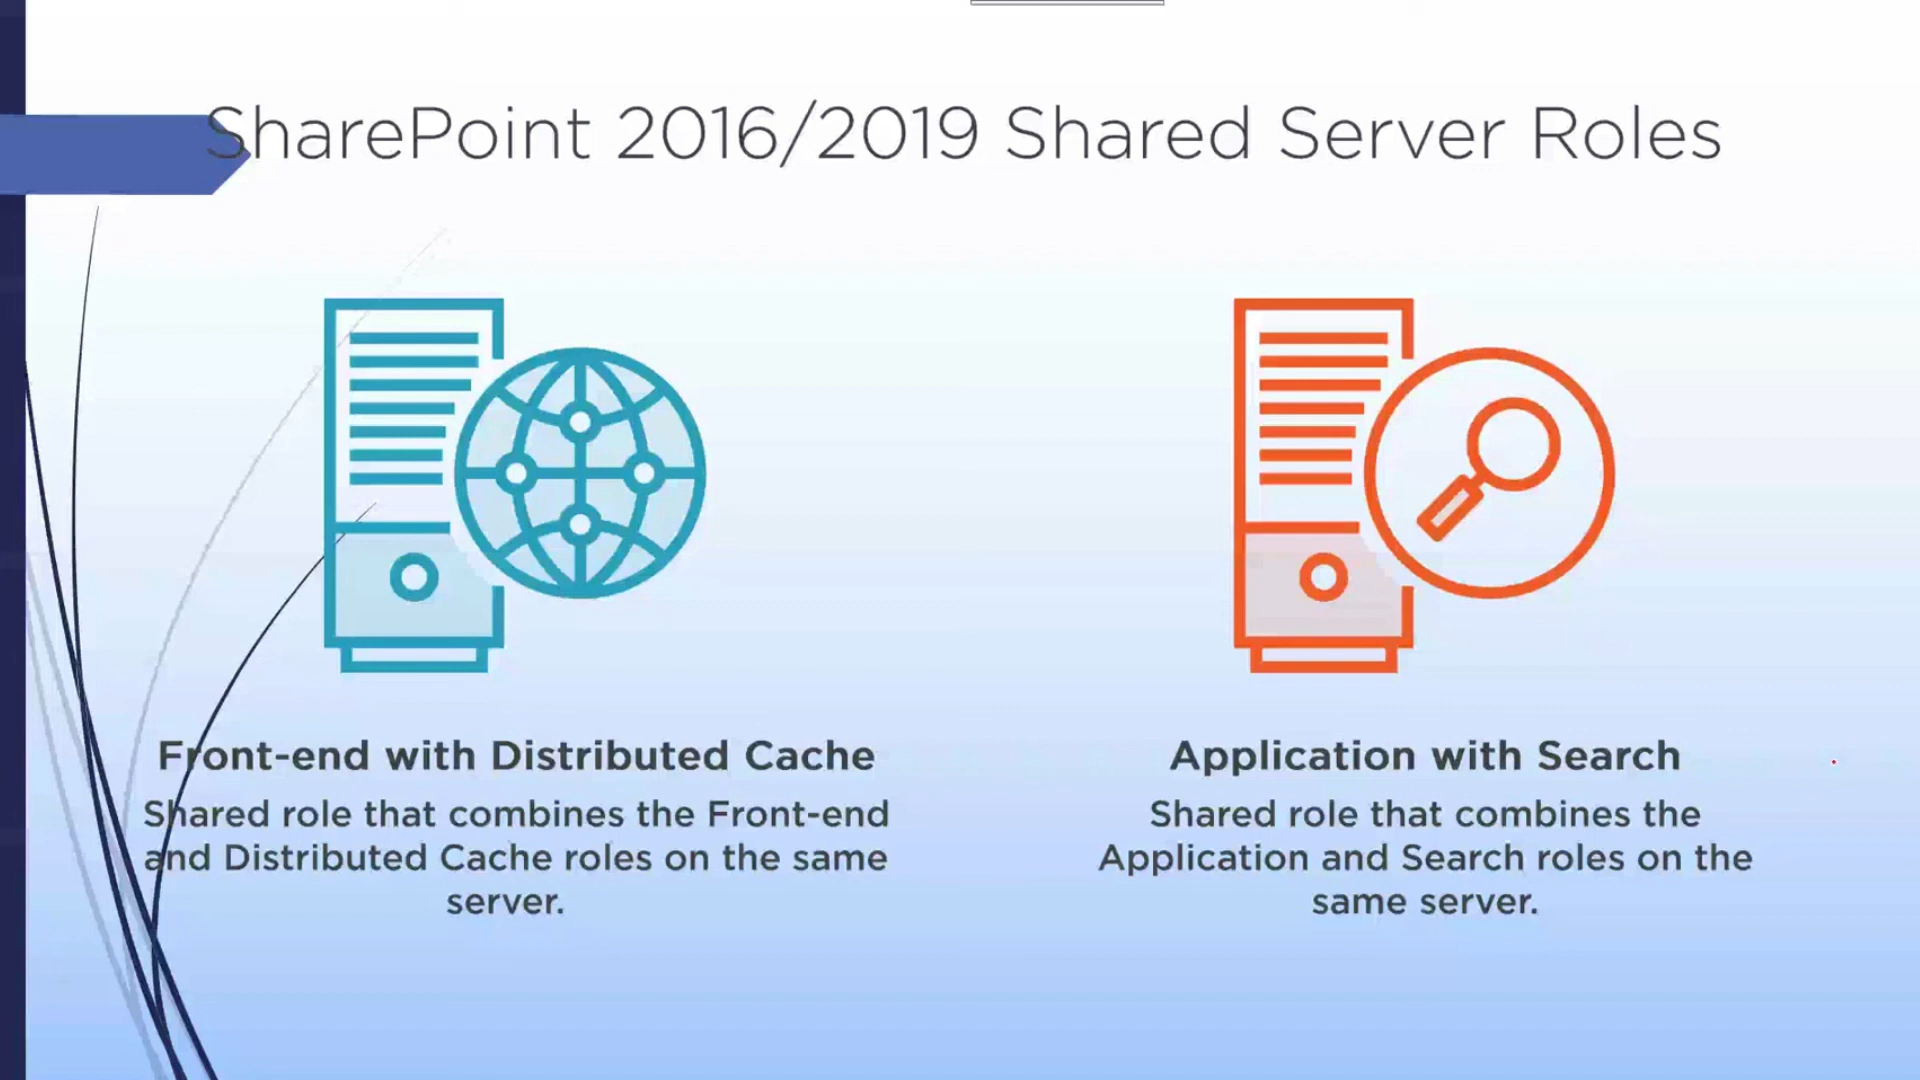 SharePoint 2016/2019 Shared Server Roles
Front-end with Distributed Cache
Shared role that combines the Front-end
and Distributed Cache roles on the same
server.
Application with Search
Shared role that combines the
Application and Search roles on the
same server.